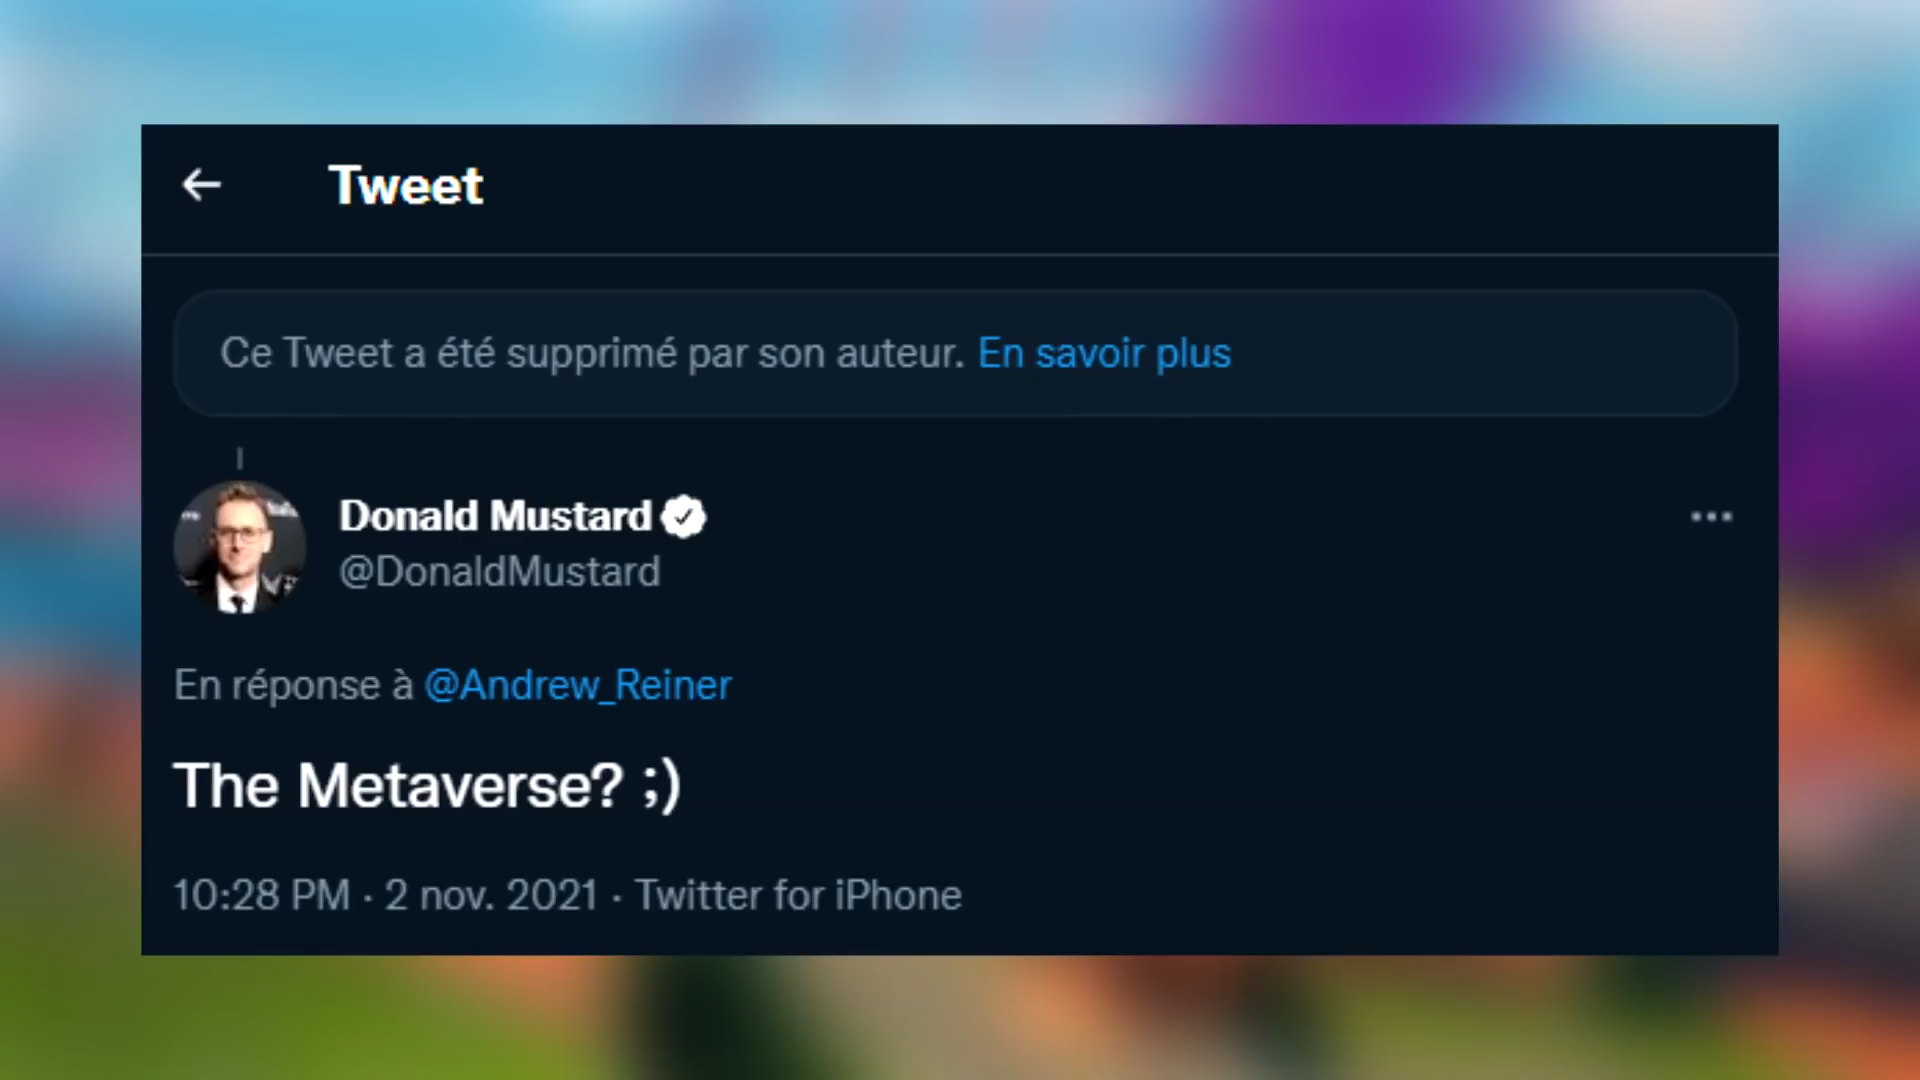 Tweet
Ce Tweet a été supprimé par son auteur. En savoir plus
Donald Mustard
@DonaldMustard
En réponse à @Andrew_Reiner
The Metaverse? ;)
10:28 PM · 2 nov. 2021 · Twitter for iPhone